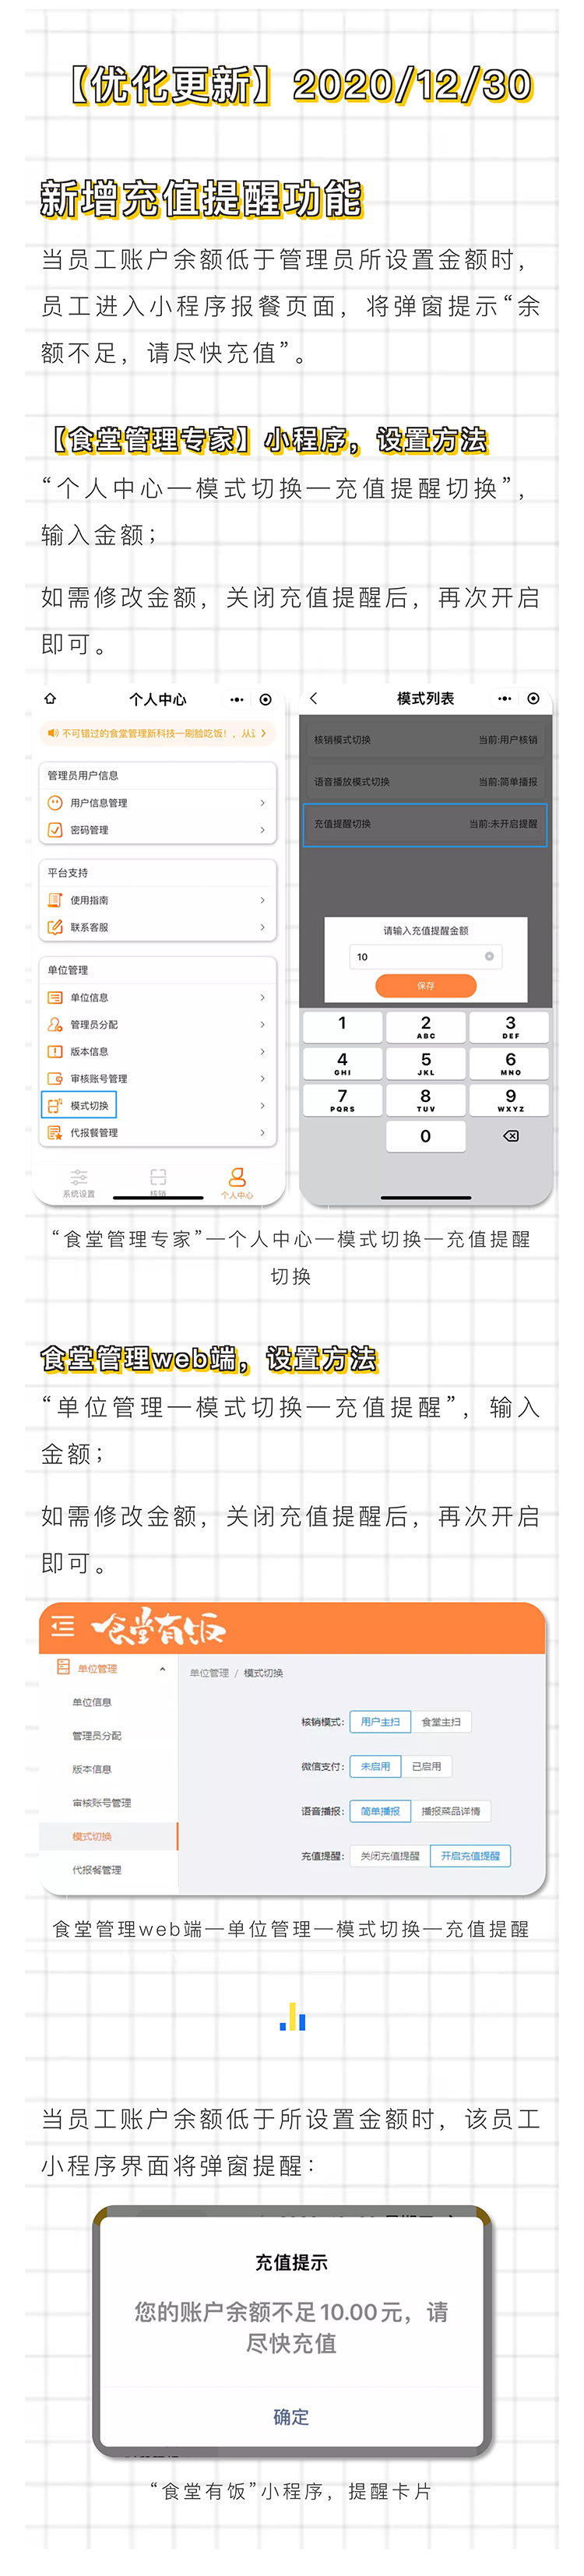 【优化更新】2020/12/30
新增充值提醒功能
当员工账户余额低于管理员所设置金额时，
员工进入小程序报餐页面，将弹窗提示“余
额不足，请尽快充值”。
【食堂管理专家】小程序，设置方法
“个人中心—模式切换—充值提醒切换”，
输入金额；
如需修改金额，关闭充值提醒后，再次开启
即可。
个人中心
不可错过的食堂管理新科技—刷脸吃饭！，从这
管理员用户信息
用户信息管理
密码管理
平台支持
使用指南
联系客服
单位管理
单位信息
管理员分配
版本信息
审核账号管理
模式切换
代报餐管理
系统设置
核销
个人中心
模式列表
核销模式切换 当前:用户核销
语音播放模式切换 当前:简单播报
充值提醒切换 当前:未开启提醒
请输入充值提醒金额
10
保存
1 2 3
ABC DEF
4 5 6
GHI JKL MNO
7 8 9
PQRS TUV WXYZ
0
“食堂管理专家”—个人中心—模式切换—充值提醒
切换
食堂管理web端，设置方法
“单位管理—模式切换—充值提醒”，输入
金额；
如需修改金额，关闭充值提醒后，再次开启
即可。
食堂有饭
单位管理
单位信息
管理员分配
版本信息
审核账号管理
模式切换
代报餐管理
单位管理 / 模式切换
核销模式: 用户主扫 食堂主扫
微信支付: 未启用 已启用
语音播报: 简单播报 播报菜品详情
充值提醒: 关闭充值提醒 开启充值提醒
食堂管理web端—单位管理—模式切换—充值提醒
当员工账户余额低于所设置金额时，该员工
小程序界面将弹窗提醒：
充值提示
您的账户余额不足10.00元，请
尽快充值
确定
“食堂有饭”小程序，提醒卡片